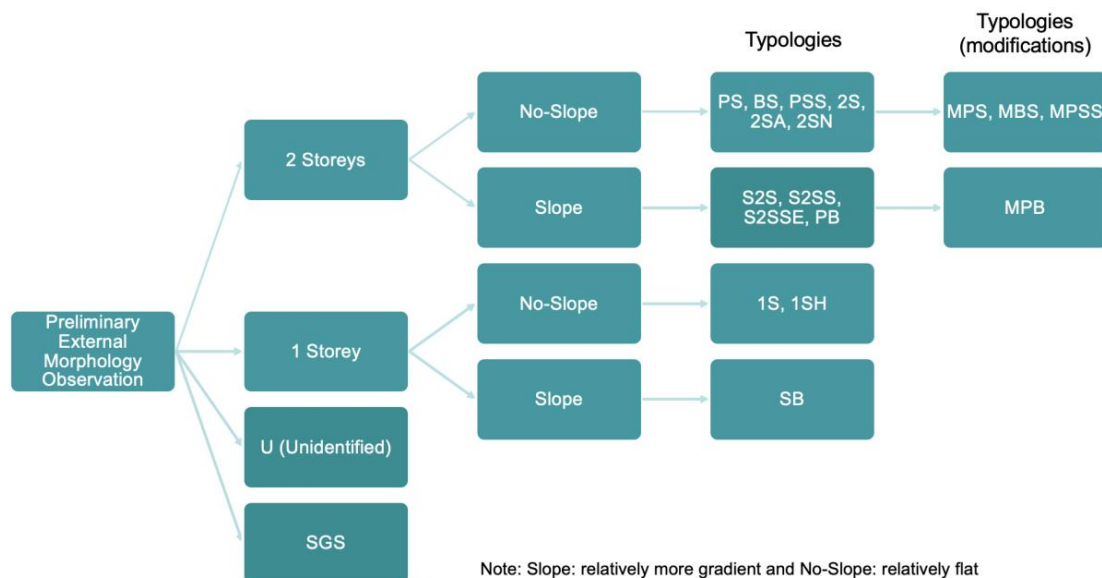 Typologies
Typologies
(modifications)
No-Slope
PS, BS, PSS, 2S,
2SA, 2SN
MPS, MBS, MPSS
2 Storeys
Slope
S2S, S2SS,
S2SSE, PB
MPB
Preliminary
External
Morphology
Observation
1 Storey
No-Slope
1S, 1SH
Slope
SB
U (Unidentified)
SGS
Note: Slope: relatively more gradient and No-Slope: relatively flat